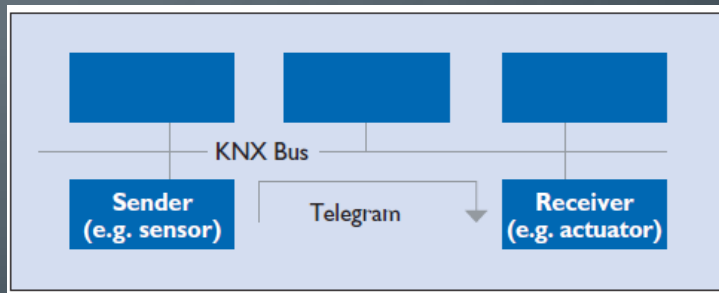 KNX Bus
Sender
(e.g. sensor)
Telegram
Receiver
(e.g. actuator)